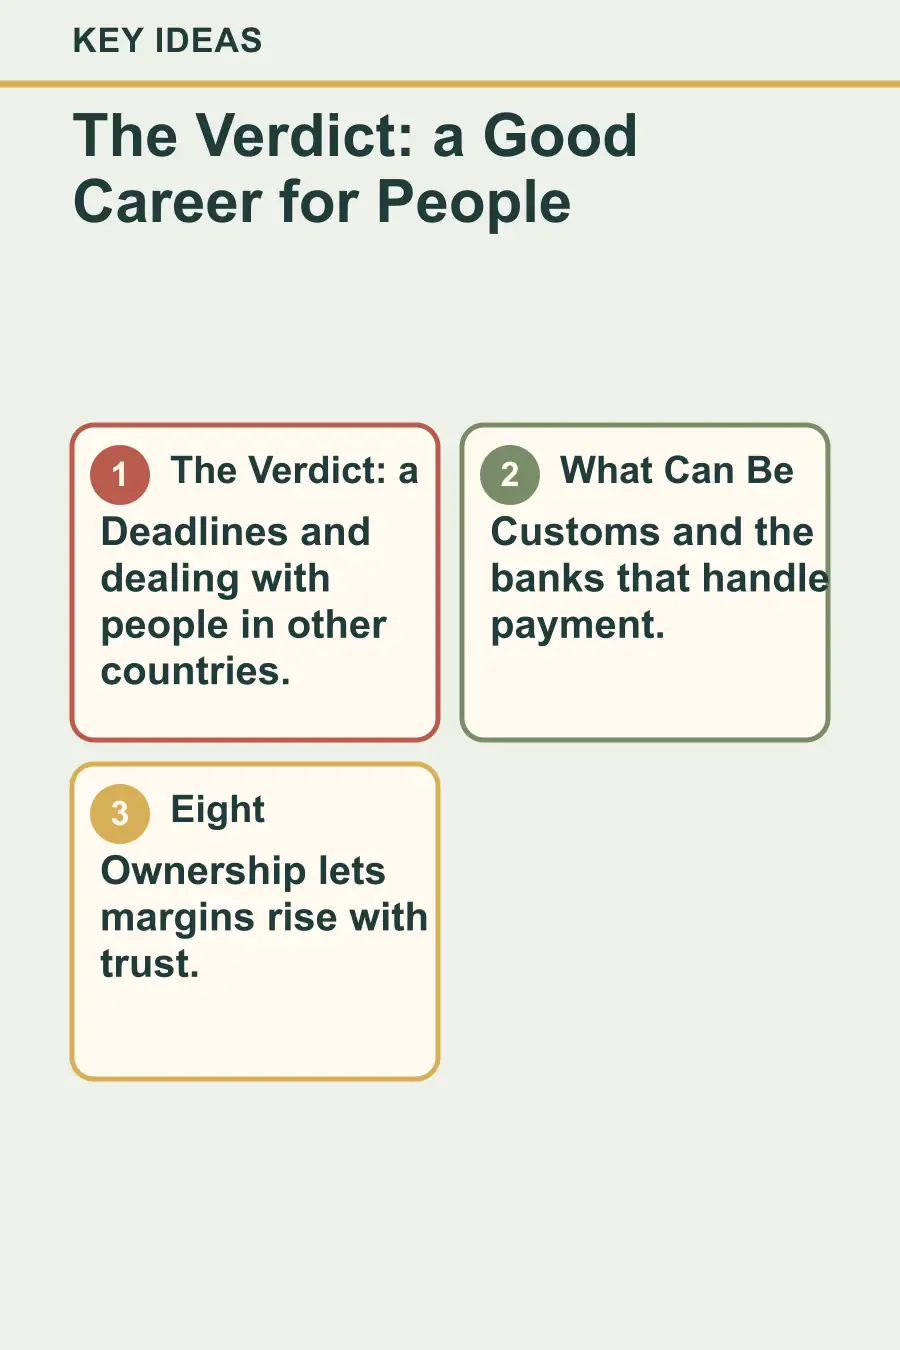 KEY IDEAS
The Verdict: a Good
Career for People
1 The Verdict: a
Deadlines and
dealing with
people in other
countries.
2 What Can Be
Customs and the
banks that handle
payment.
3 Eight
Ownership lets
margins rise with
trust.